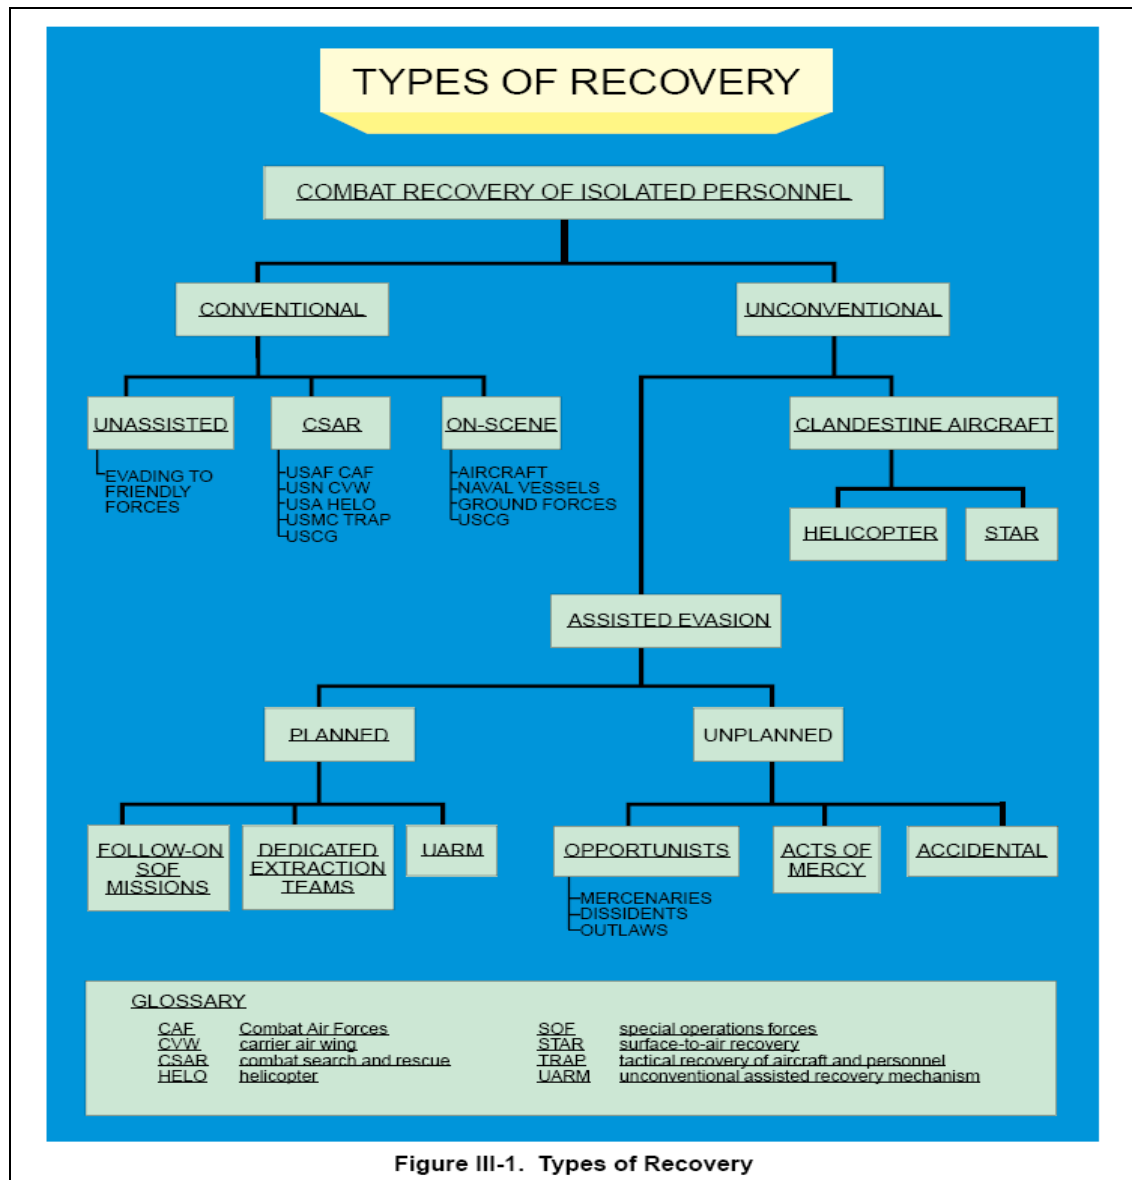 TYPES OF RECOVERY
COMBAT RECOVERY OF ISOLATED PERSONNEL
CONVENTIONAL
UNCONVENTIONAL
UNASSISTED
CSAR
ON-SCENE
CLANDESTINE AIRCRAFT
EVADING TO
FRIENDLY
FORCES
USAF CAF
USN CVW
USA HELO
USMC TRAP
USCG
AIRCRAFT
NAVAL VESSELS
GROUND FORCES
USCG
HELICOPTER
STAR
ASSISTED EVASION
PLANNED
UNPLANNED
FOLLOW-ON
SOF
MISSIONS
DEDICATED
EXTRACTION
TEAMS
UARM
OPPORTUNISTS
ACTS OF
MERCY
ACCIDENTAL
MERCENARIES
DISSIDENTS
OUTLAWS
GLOSSARY
CAF Combat Air Forces
CVW carrier air wing
CSAR combat search and rescue
HELO helicopter
SOF special operations forces
STAR surface-to-air recovery
TRAP tactical recovery of aircraft and personnel
UARM unconventional assisted recovery mechanism
Figure III-1. Types of Recovery